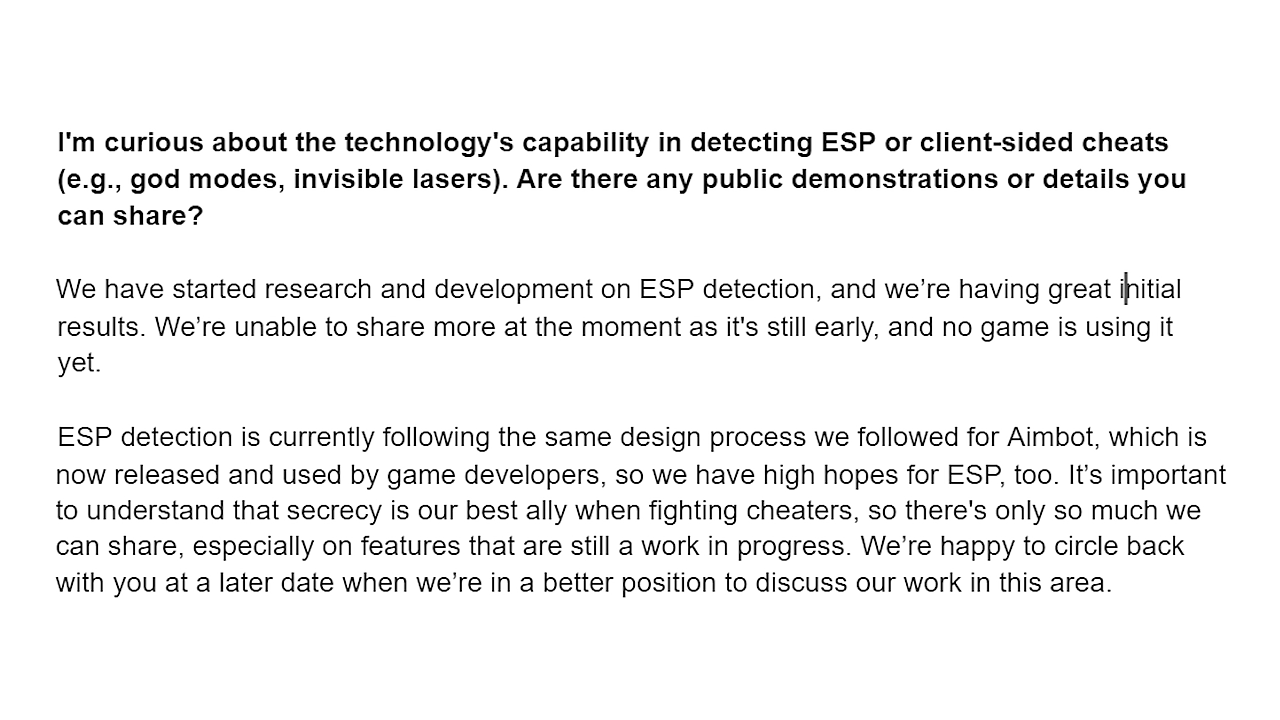 I'm curious about the technology's capability in detecting ESP or client-sided cheats
(e.g., god modes, invisible lasers). Are there any public demonstrations or details you
can share?
We have started research and development on ESP detection, and we’re having great initial
results. We’re unable to share more at the moment as it's still early, and no game is using it
yet.
ESP detection is currently following the same design process we followed for Aimbot, which is
now released and used by game developers, so we have high hopes for ESP, too. It’s important
to understand that secrecy is our best ally when fighting cheaters, so there's only so much we
can share, especially on features that are still a work in progress. We’re happy to circle back
with you at a later date when we’re in a better position to discuss our work in this area.